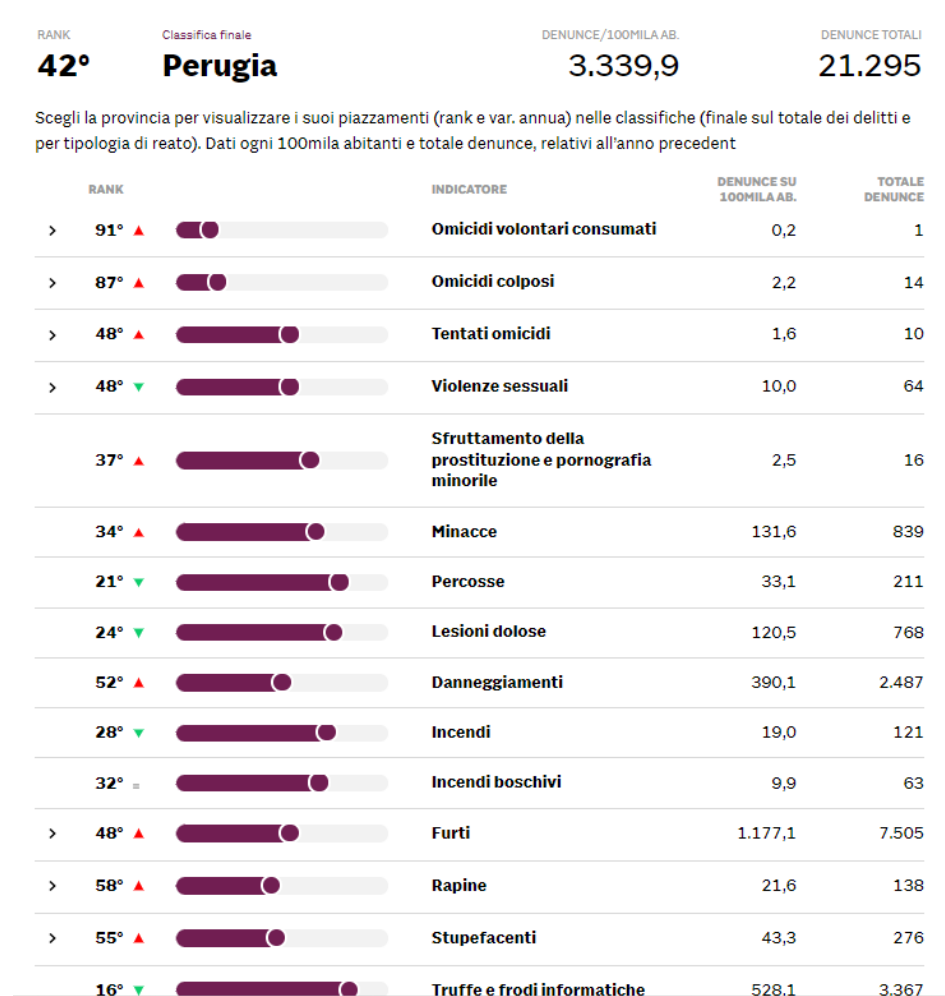 RANK Classifica finale DENUNCE/100MILA AB. DENUNCE TOTALI
42° Perugia 3.339,9 21.295
Scegli la provincia per visualizzare i suoi piazzamenti (rank e var. annua) nelle classifiche (finale sul totale dei delitti e
per tipologia di reato). Dati ogni 100mila abitanti e totale denunce, relativi all'anno precedent
RANK INDICATORE DENUNCE SU 100MILA AB. TOTALE DENUNCE
> 91° ▲ Omicidi volontari consumati 0,2 1
> 87° ▲ Omicidi colposi 2,2 14
> 48° ▲ Tentati omicidi 1,6 10
> 48° ▼ Violenze sessuali 10,0 64
37° ▲ Sfruttamento della
prostituzione e pornografia
minorile 2,5 16
34° ▲ Minacce 131,6 839
21° ▼ Percosse 33,1 211
24° ▼ Lesioni dolose 120,5 768
52° ▲ Danneggiamenti 390,1 2.487
28° ▼ Incendi 19,0 121
32° = Incendi boschivi 9,9 63
> 48° ▲ Furti 1.177,1 7.505
> 58° ▲ Rapine 21,6 138
> 55° ▲ Stupefacenti 43,3 276
16° ▼ Truffe e frodi informatiche 528,1 3.367